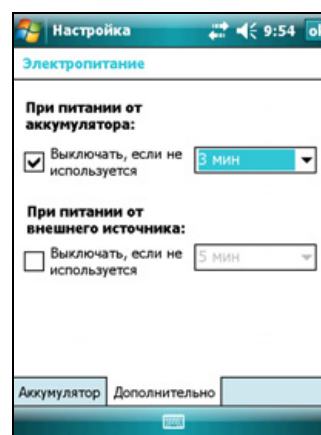 Настройка 9:54 ok
Электропитание
При питании от
аккумулятора:
Выключать, если не
используется
3 мин
При питании от
внешнего источника:
Выключать, если не
используется
5 мин
Аккумулятор Дополнительно